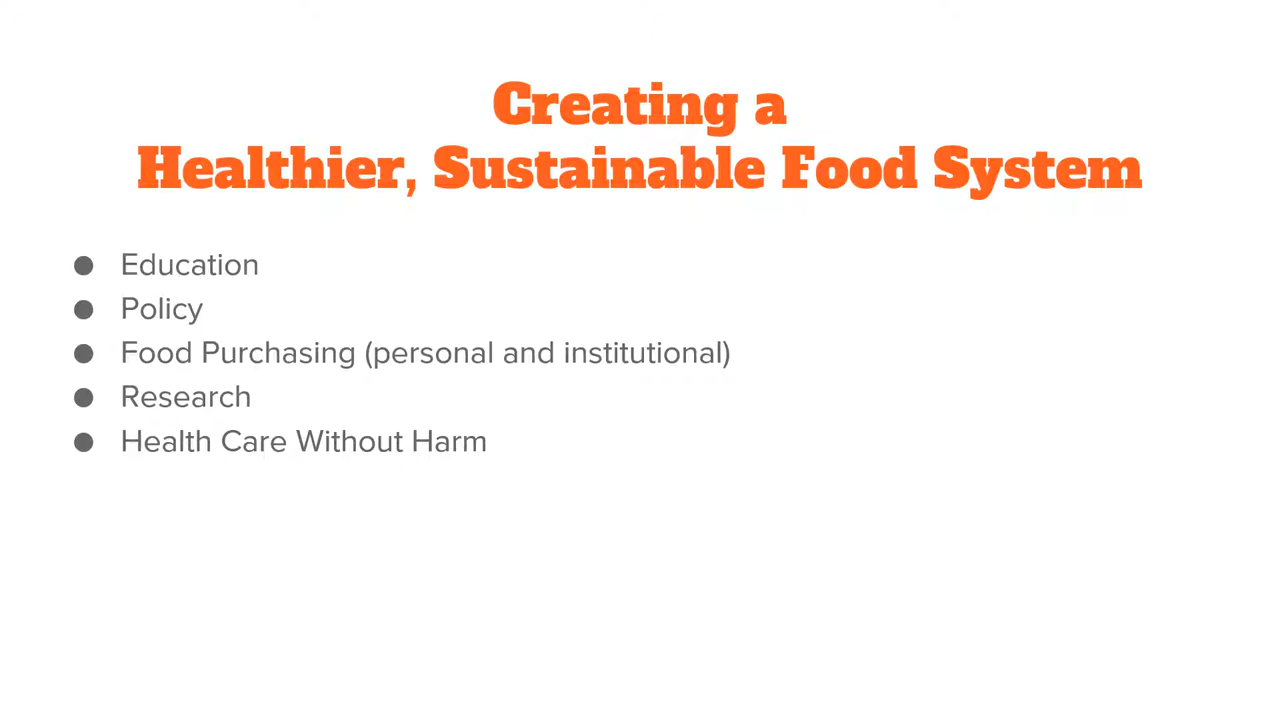 Creating a
Healthier, Sustainable Food System
● Education
● Policy
● Food Purchasing (personal and institutional)
● Research
● Health Care Without Harm